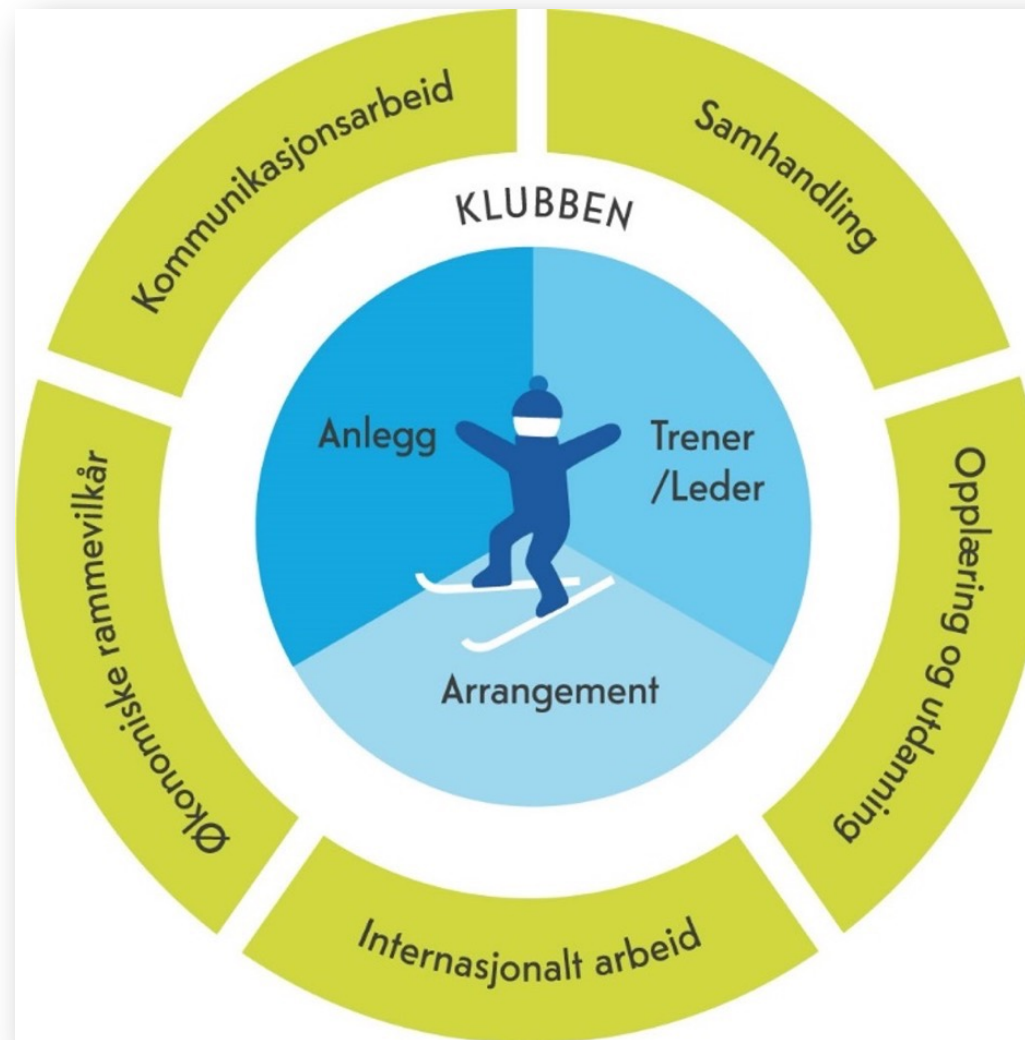 Kommunikasjonsarbeid
Samhandling
KLUBBEN
Anlegg
Trener
/Leder
Arrangement
Økonomiske rammevilkår
Opplæring og utdanning
Internasjonalt arbeid